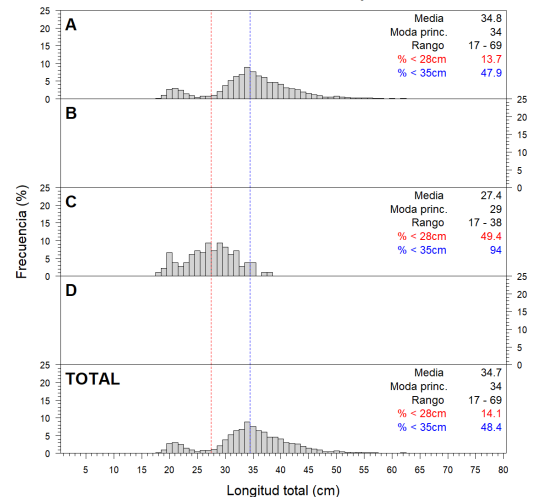 25
20
15
10
5
0
A
Media 34.8
Moda princ. 34
Rango 17 - 69
% < 28cm 13.7
% < 35cm 47.9
B
25
20
15
10
5
0
25
20
15
10
5
0
C
Media 27.4
Moda princ. 29
Rango 17 - 38
% < 28cm 49.4
% < 35cm 94
D
25
20
15
10
5
0
25
20
15
10
5
0
TOTAL
Media 34.7
Moda princ. 34
Rango 17 - 69
% < 28cm 14.1
% < 35cm 48.4
Frecuencia (%)
5 10 15 20 25 30 35 40 45 50 55 60 65 70 75 80
Longitud total (cm)